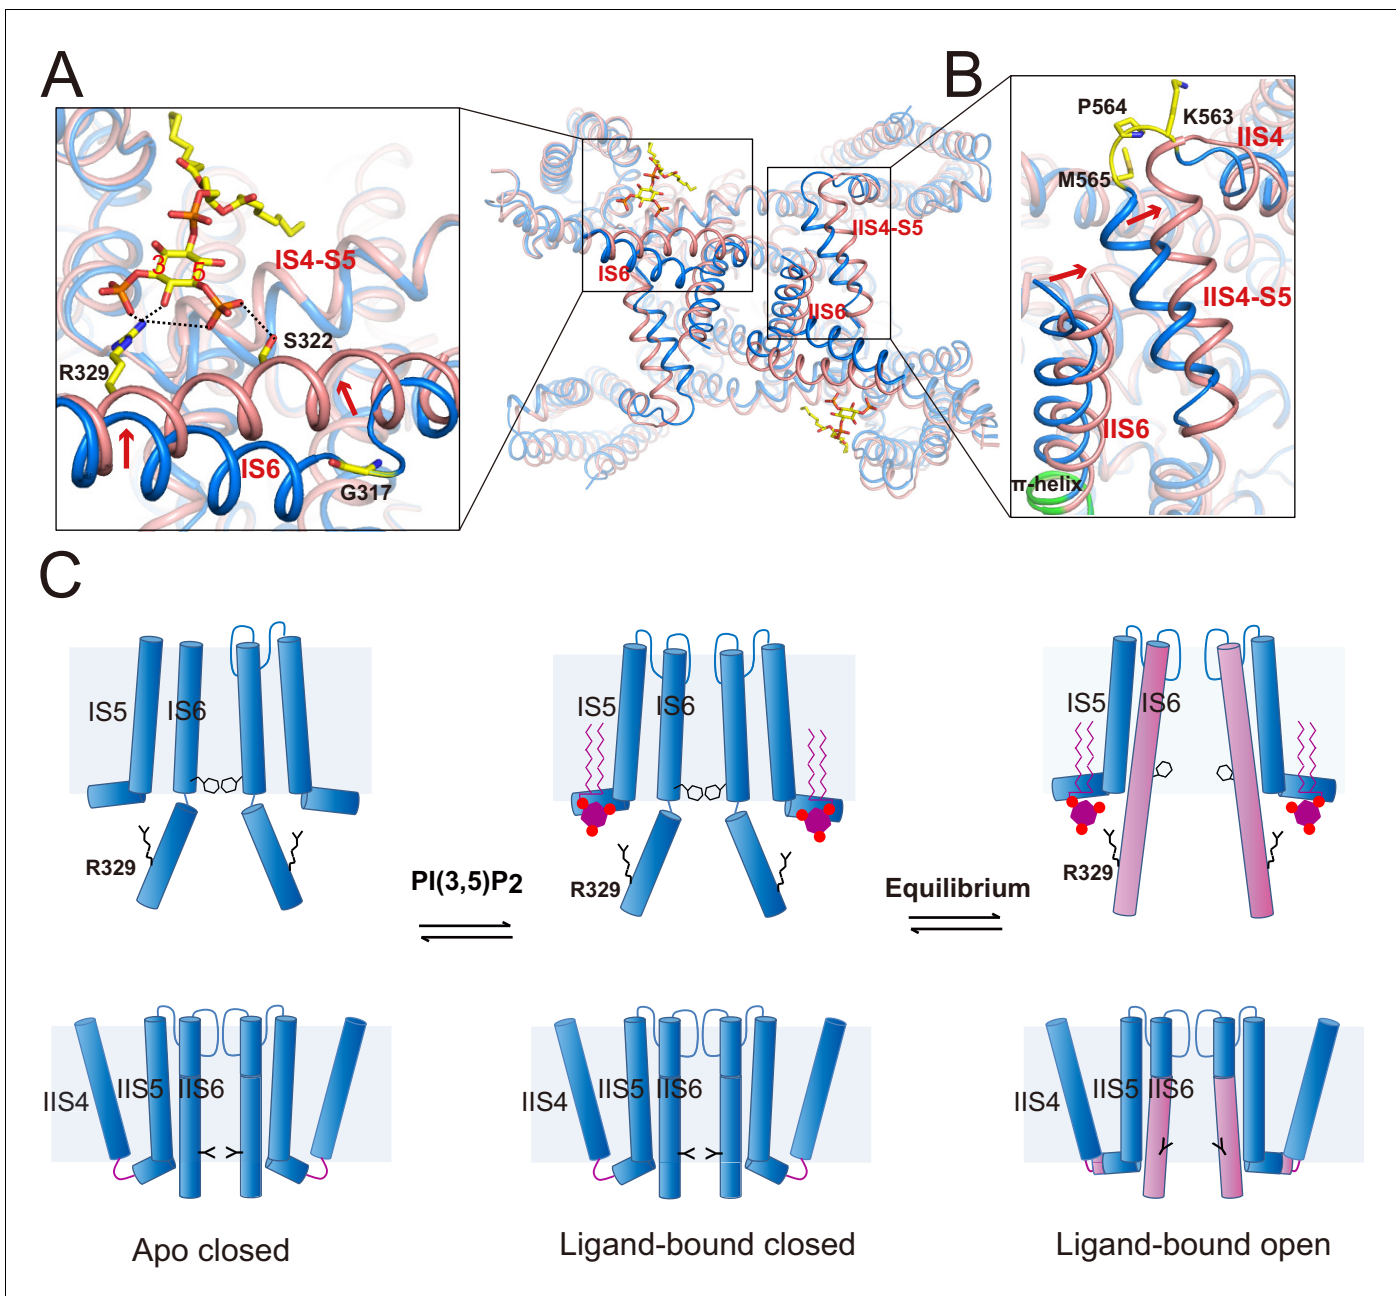 A
3
5
IS4-S5
S322
R329
IS6
G317
IIS4-S5
IS6
IIS6
B
P564
K563
IIS4
M565
IIS4-S5
IIS6
π-helix
C
IS5
IS6
R329
PI(3,5)P2
IS5
IS6
R329
Equilibrium
IS5
IS6
R329
IIS4
IIS5
IIS6
IIS4
IIS5
IIS6
IIS4
IIS5
IIS6
Apo closed
Ligand-bound closed
Ligand-bound open